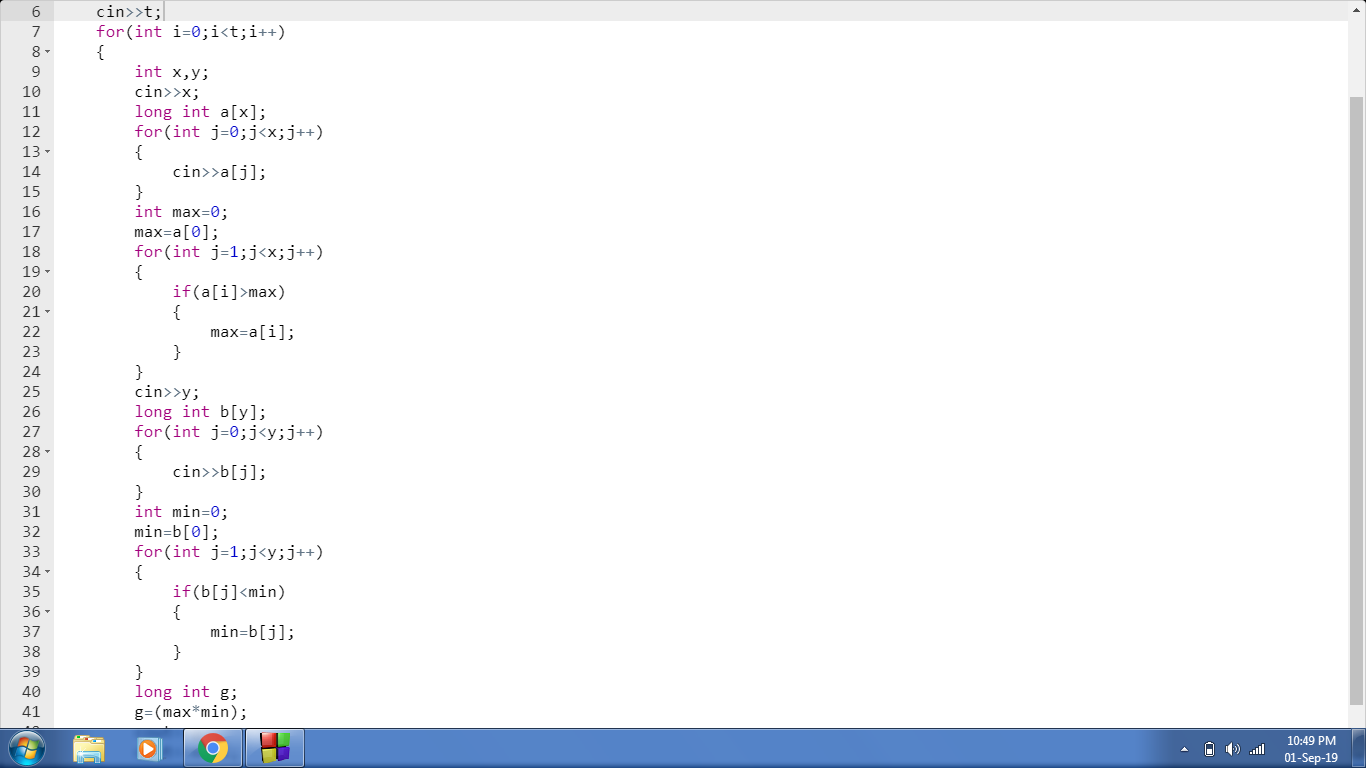 6 cin>>t;
7 for(int i=0;i<t;i++)
8 {
9 int x,y;
10 cin>>x;
11 long int a[x];
12 for(int j=0;j<x;j++)
13 {
14 cin>>a[j];
15 }
16 int max=0;
17 max=a[0];
18 for(int j=1;j<x;j++)
19 {
20 if(a[i]>max)
21 {
22 max=a[i];
23 }
24 }
25 cin>>y;
26 long int b[y];
27 for(int j=0;j<y;j++)
28 {
29 cin>>b[j];
30 }
31 int min=0;
32 min=b[0];
33 for(int j=1;j<y;j++)
34 {
35 if(b[j]<min)
36 {
37 min=b[j];
38 }
39 }
40 long int g;
41 g=(max*min);
10:49 PM
01-Sep-19